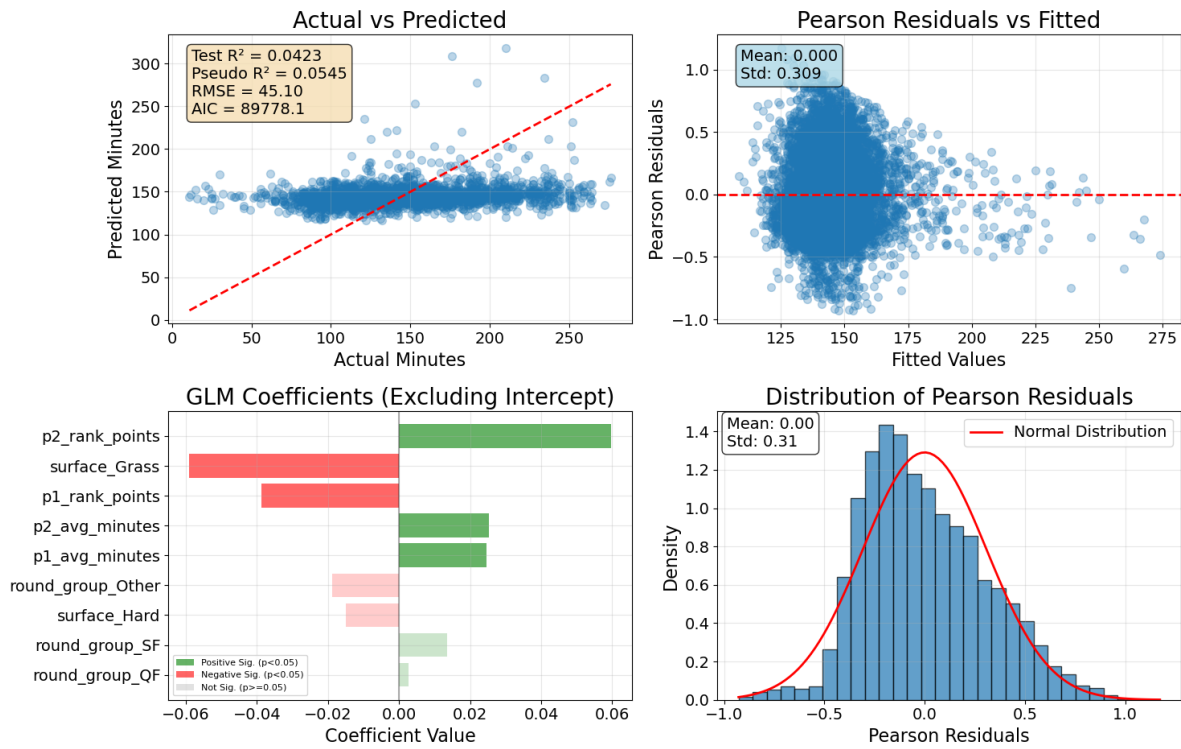 Actual vs Predicted
Test R² = 0.0423
Pseudo R² = 0.0545
RMSE = 45.10
AIC = 89778.1
300
250
200
150
100
50
0
Predicted Minutes
0
50
100
150
200
250
Actual Minutes
Pearson Residuals vs Fitted
Mean: 0.000
Std: 0.309
1.0
0.5
0.0
−0.5
−1.0
Pearson Residuals
125
150
175
200
225
250
275
Fitted Values
GLM Coefficients (Excluding Intercept)
p2_rank_points
surface_Grass
p1_rank_points
p2_avg_minutes
p1_avg_minutes
round_group_Other
surface_Hard
round_group_SF
round_group_QF
Positive Sig. (p<0.05)
Negative Sig. (p<0.05)
Not Sig. (p>=0.05)
−0.06
−0.04
−0.02
0.00
0.02
0.04
0.06
Coefficient Value
Distribution of Pearson Residuals
Mean: 0.00
Std: 0.31
Normal Distribution
1.4
1.2
1.0
0.8
0.6
0.4
0.2
0.0
Density
−1.0
−0.5
0.0
0.5
1.0
Pearson Residuals